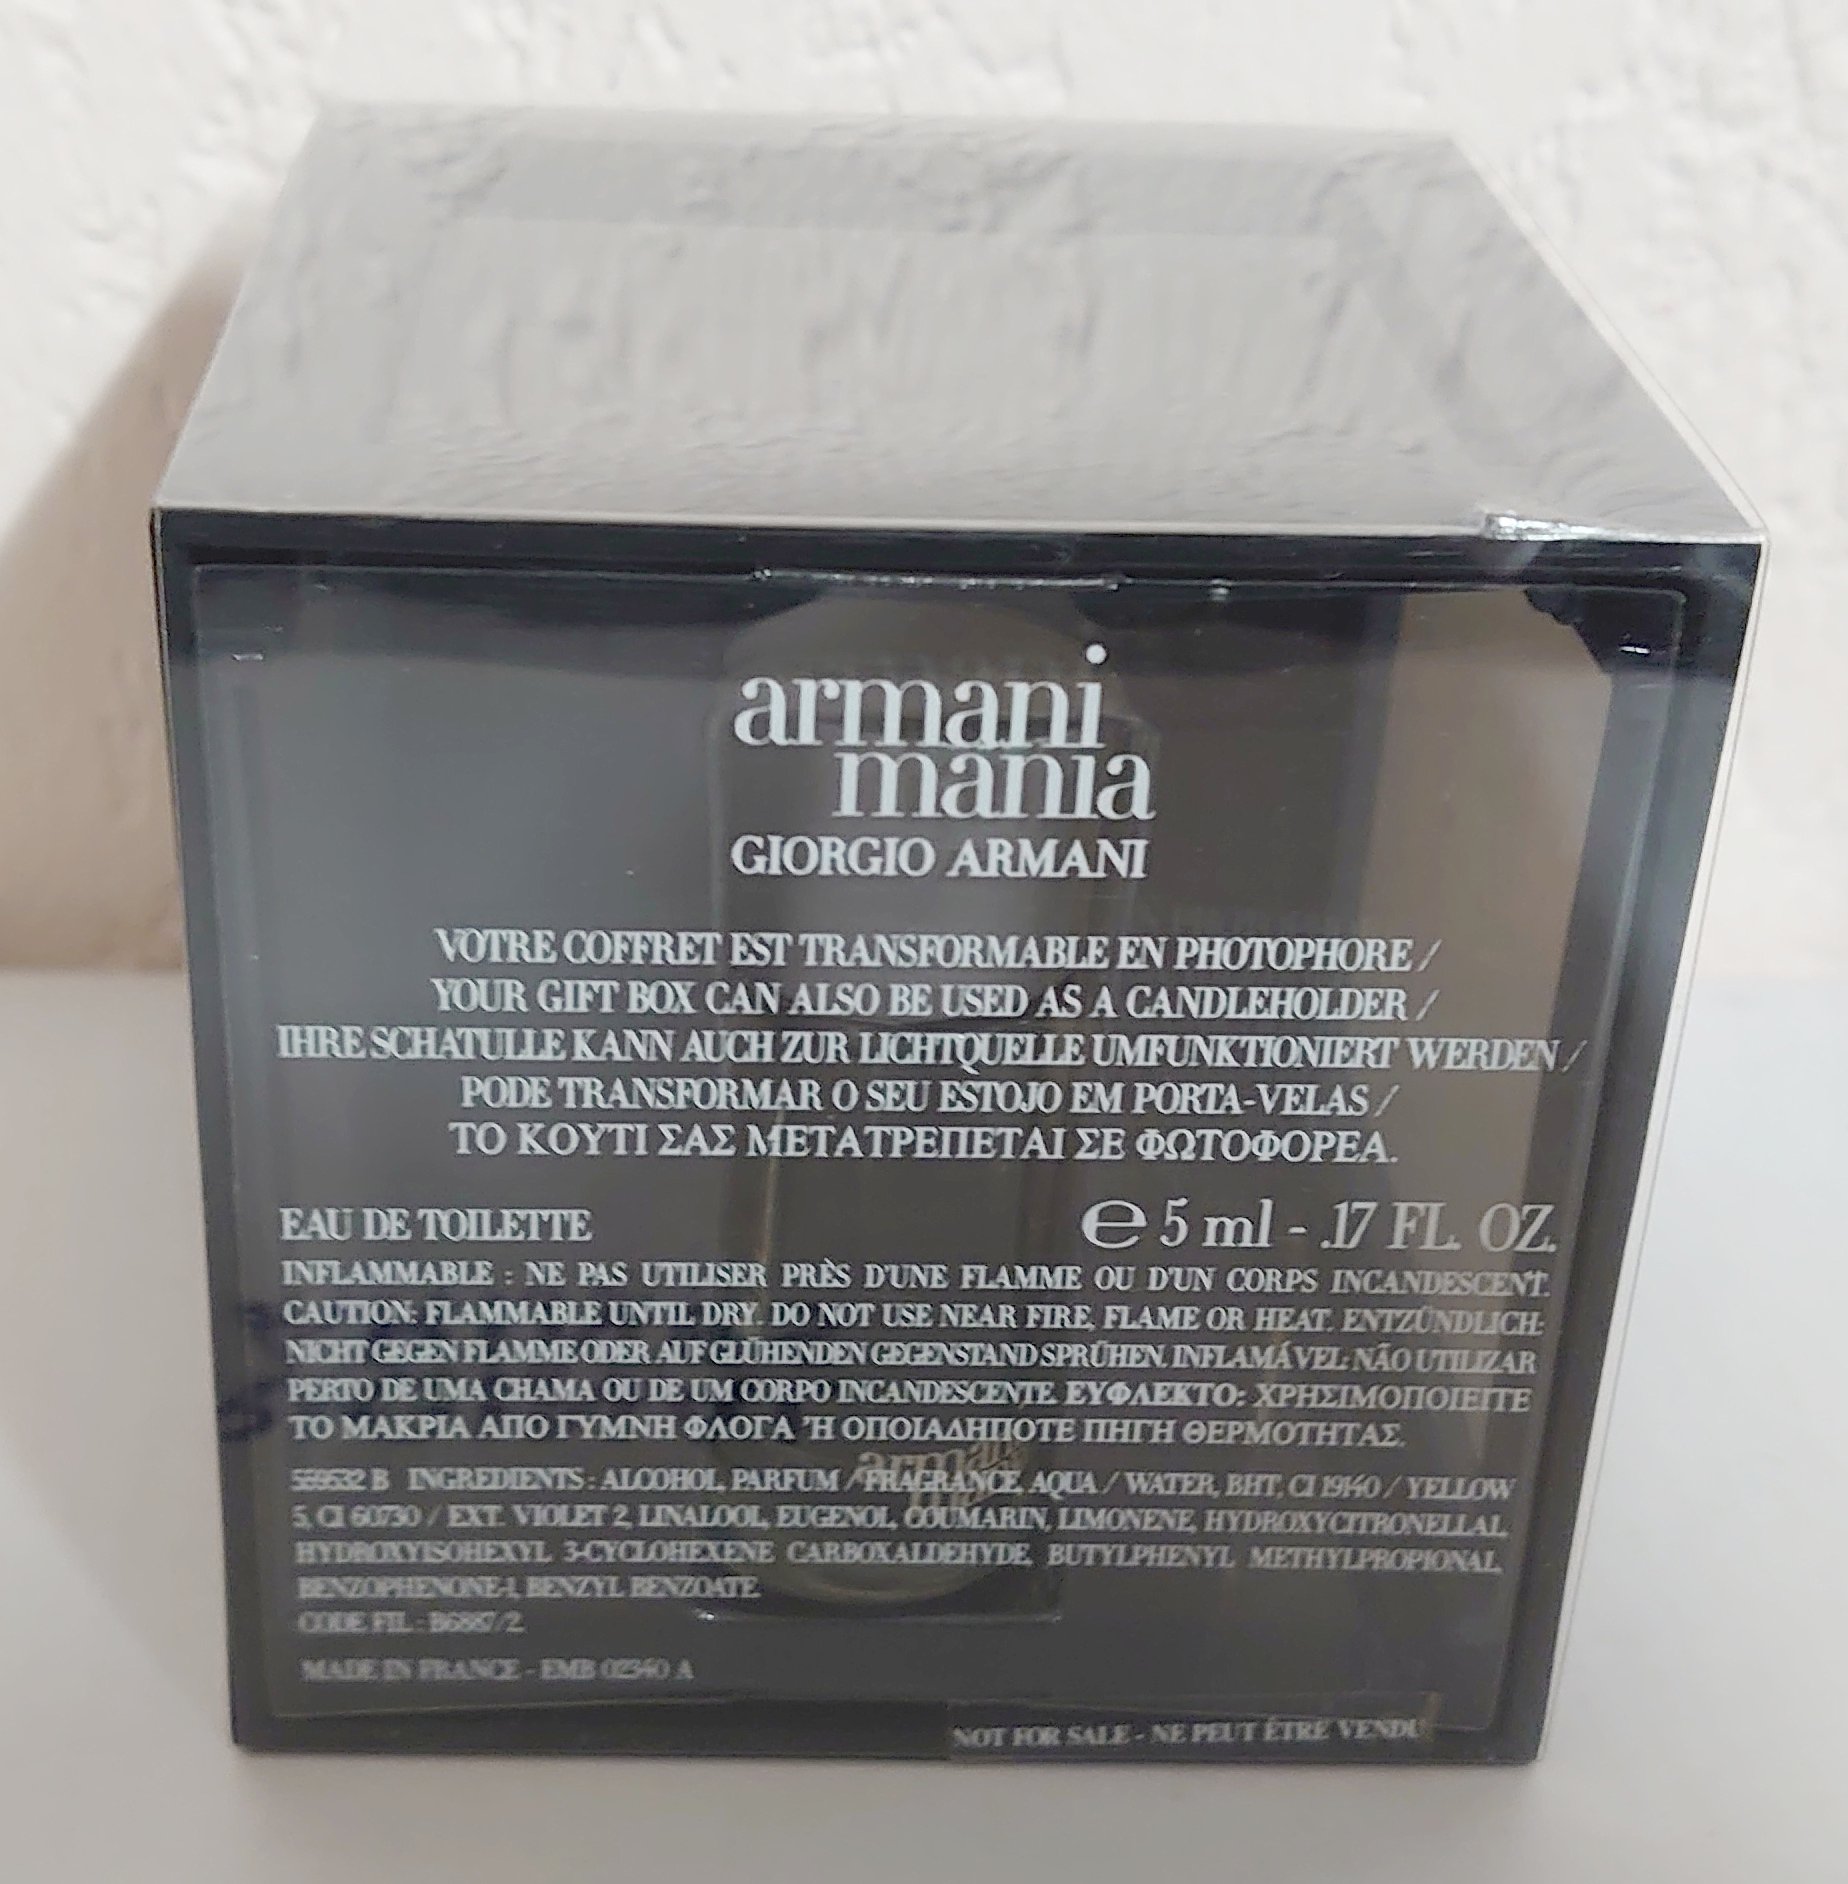 armani
mania
GIORGIO ARMANI
VOTRE COFFRET EST TRANSFORMABLE EN PHOTOPHORE /
YOUR GIFT BOX CAN ALSO BE USED AS A CANDLEHOLDER /
IHRE SCHATULLE KANN AUCH ZUR LICHTQUELLE UMFUNKTIONIERT WERDEN /
PODE TRANSFORMAR O SEU ESTOJO EM PORTA-VELAS /
ΤΟ ΚΟΥΤΙ ΣΑΣ ΜΕΤΑΤΡΕΠΕΤΑΙ ΣΕ ΦΩΤΟΦΟΡΕΑ.
EAU DE TOILETTE ℮ 5 ml - .17 FL. OZ.
INFLAMMABLE : NE PAS UTILISER PRÈS D'UNE FLAMME OU D'UN CORPS INCANDESCENT.
CAUTION: FLAMMABLE UNTIL DRY. DO NOT USE NEAR FIRE, FLAME OR HEAT. ENTZÜNDLICH:
NICHT GEGEN FLAMME ODER AUF GLÜHENDEN GEGENSTAND SPRÜHEN. INFLAMÁVEL: NÃO UTILIZAR
PERTO DE UMA CHAMA OU DE UM CORPO INCANDESCENTE. ΕΥΦΛΕΚΤΟ: ΧΡΗΣΙΜΟΠΟΙΕΙΤΕ
ΤΟ ΜΑΚΡΙΑ ΑΠΟ ΓΥΜΝΗ ΦΛΟΓΑ Ή ΟΠΟΙΑΔΗΠΟΤΕ ΠΗΓΗ ΘΕΡΜΟΤΗΤΑΣ.
559532 B INGREDIENTS : ALCOHOL, PARFUM / FRAGRANCE, AQUA / WATER, BHT, CI 19140 / YELLOW
5, CI 60730 / EXT. VIOLET 2, LINALOOL, EUGENOL, COUMARIN, LIMONENE, HYDROXYCITRONELLAL,
HYDROXYISOHEXYL 3-CYCLOHEXENE CARBOXALDEHYDE, BUTYLPHENYL METHYLPROPIONAL,
BENZOPHENONE-1, BENZYL BENZOATE
CODE FIL : B6887/2.
MADE IN FRANCE - EMB 02340 A
NOT FOR SALE - NE PEUT ÊTRE VENDU